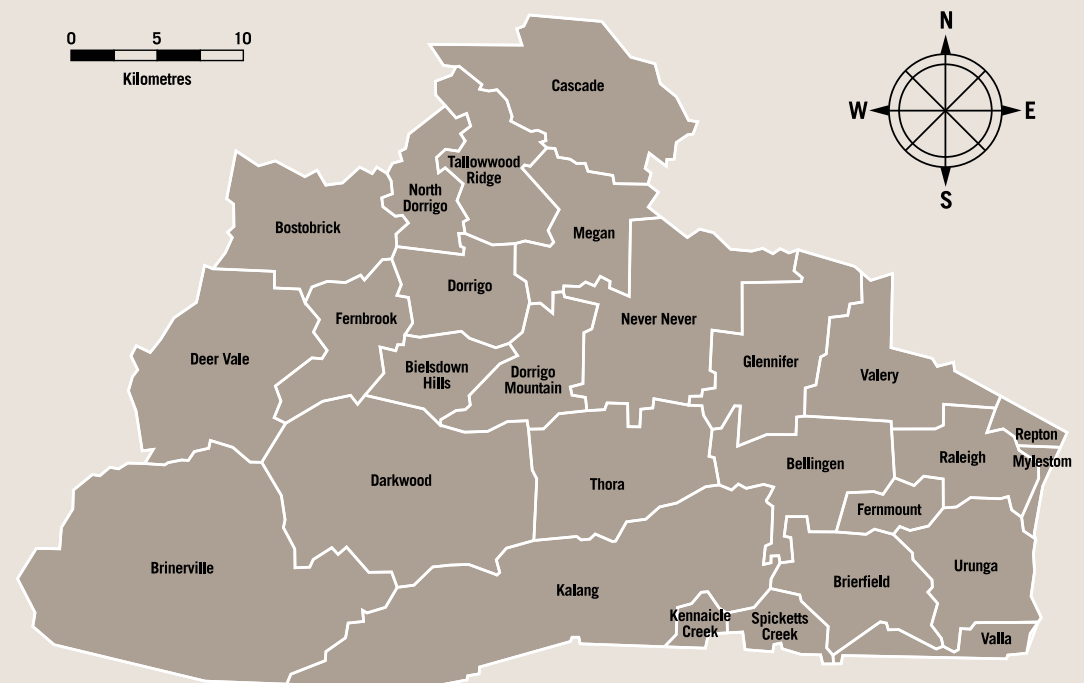 0 5 10
Kilometres
N
W E
S
Cascade
Tallowwood
Ridge
North
Dorrigo
Bostobrick
Megan
Dorrigo
Fernbrook
Never Never
Deer Vale
Bielsdown
Hills
Dorrigo
Mountain
Glennifer
Valery
Repton
Raleigh
Mylestom
Bellingen
Darkwood
Thora
Fernmount
Brinerville
Urunga
Brierfield
Kalang
Kennaicle
Creek
Spicketts
Creek
Valla